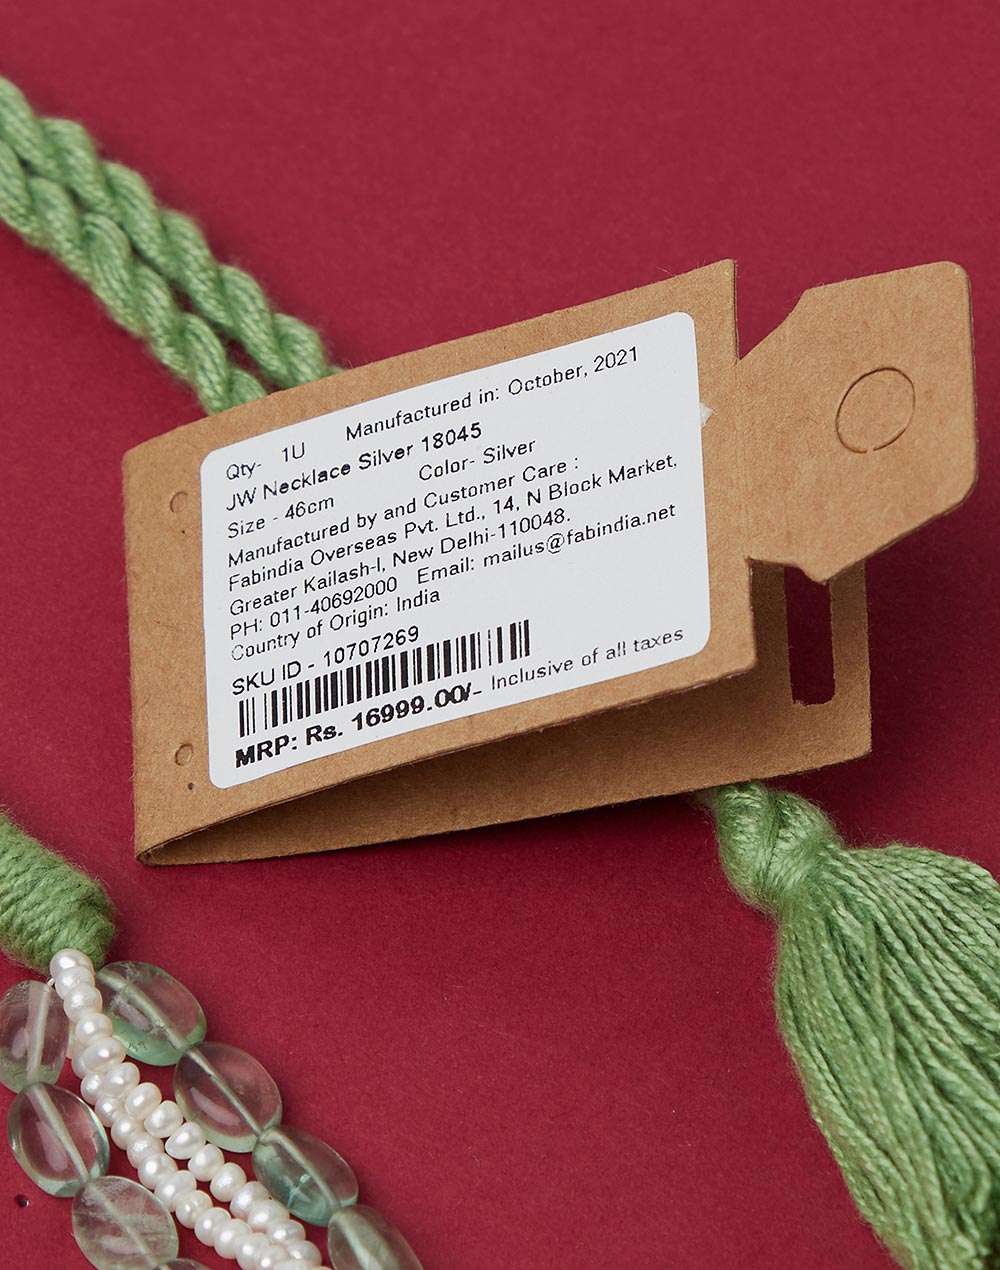 Qty- 1U Manufactured in: October, 2021
JW Necklace Silver 18045
Size - 46cm Color- Silver
Manufactured by and Customer Care :
Fabindia Overseas Pvt. Ltd., 14, N Block Market,
Greater Kailash-I, New Delhi-110048.
PH: 011-40692000 Email: mailus@fabindia.net
Country of Origin: India
SKU ID - 10707269
MRP: Rs. 16999.00/- Inclusive of all taxes